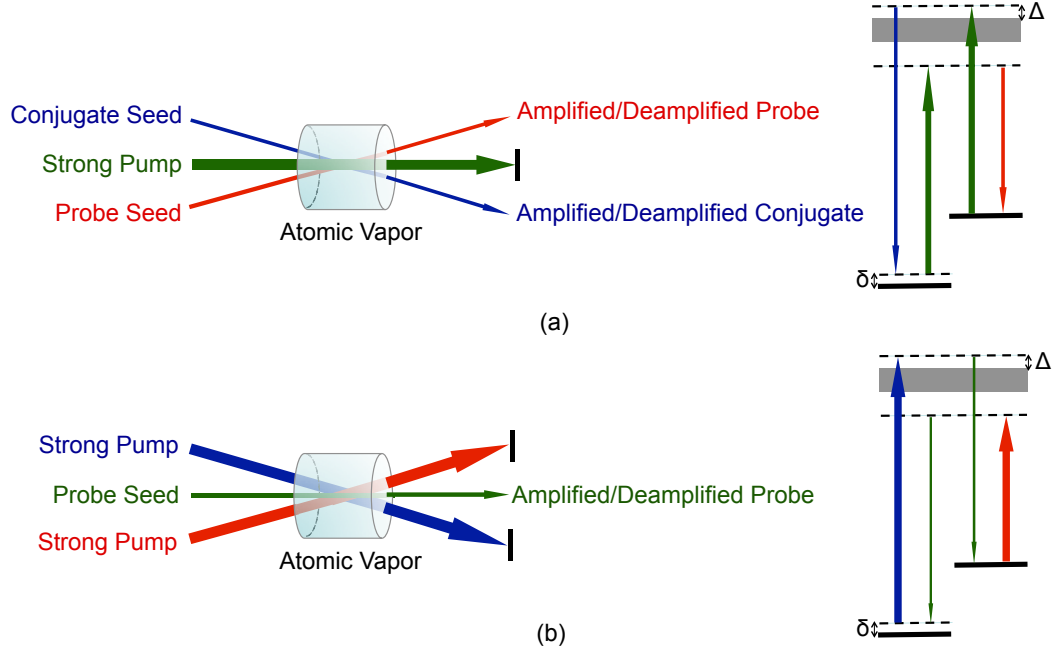 Conjugate Seed
Strong Pump
Probe Seed
Atomic Vapor
Amplified/Deamplified Probe
Amplified/Deamplified Conjugate
Δ
δ
(a)
Strong Pump
Probe Seed
Strong Pump
Atomic Vapor
Amplified/Deamplified Probe
Δ
δ
(b)